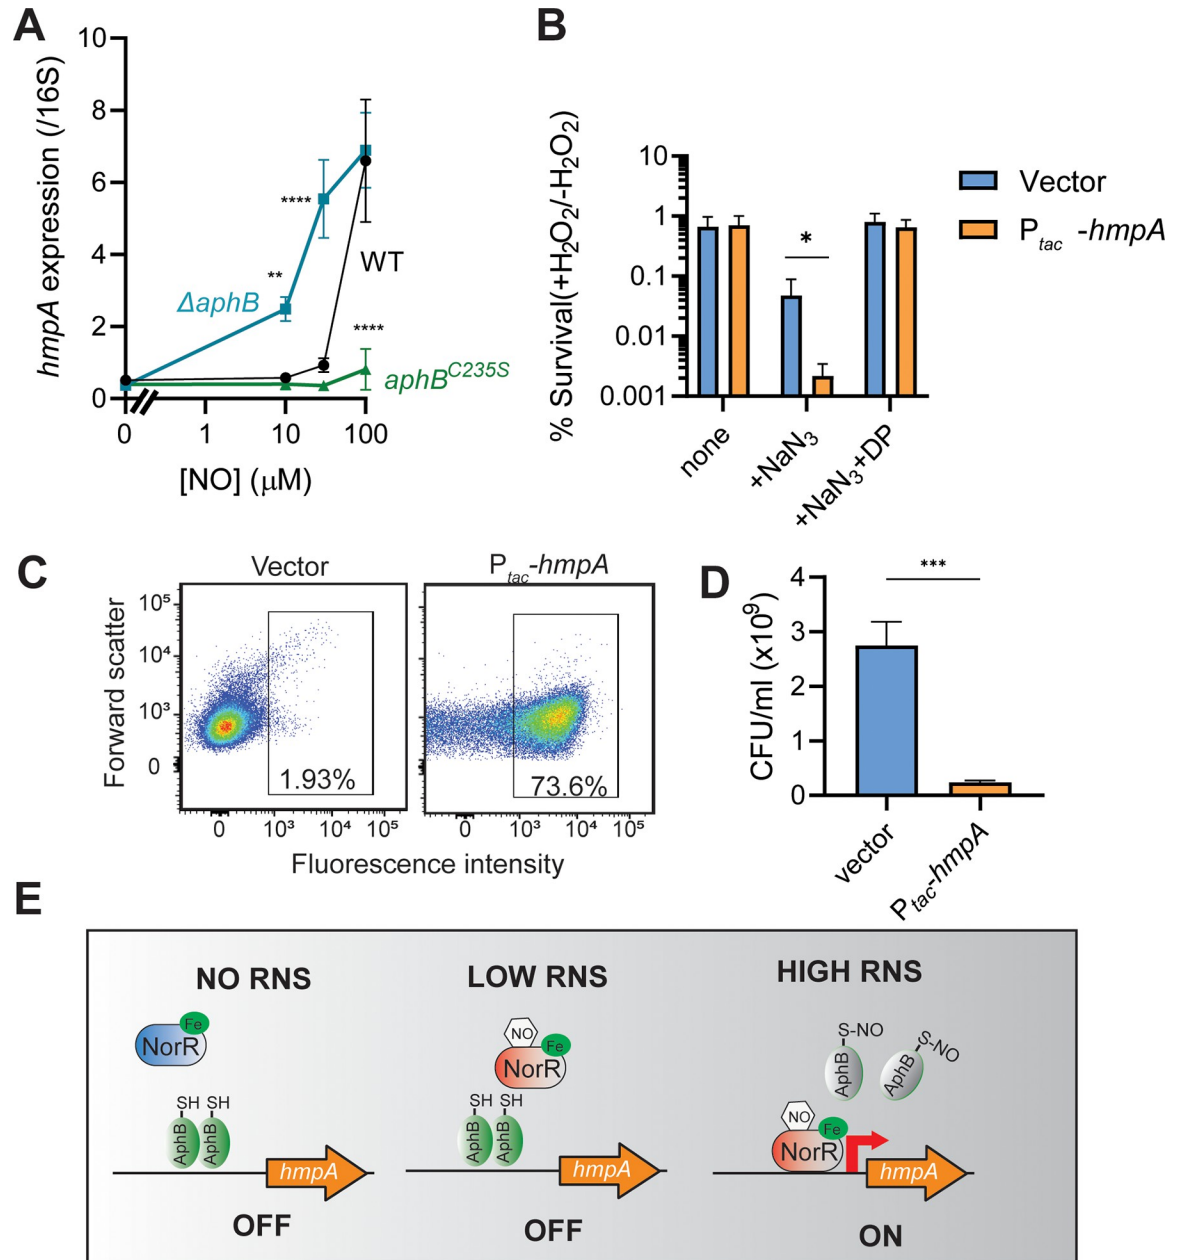 A
hmpA expression (/16S)
10
8
6
4
2
0
0
1
10
100
[NO] (μM)
ΔaphB
**
****
WT
****
aphB^C235S
B
% Survival(+H₂O₂/-H₂O₂)
10
1
0.1
0.01
0.001
*
none
+NaN₃
+NaN₃+DP
Vector
Ptac -hmpA
C
Vector
Ptac-hmpA
Forward scatter
10⁵
10⁴
10³
0
1.93%
73.6%
0
10³
10⁴
10⁵
0
10³
10⁴
10⁵
Fluorescence intensity
D
CFU/ml (x10⁹)
4
3
2
1
0
***
vector
Ptac-hmpA
E
NO RNS
Fe
NorR
SH SH
AphB AphB
hmpA
OFF
LOW RNS
NO
Fe
NorR
SH SH
AphB AphB
hmpA
OFF
HIGH RNS
S-NO
S-NO
AphB
AphB
NO
Fe
NorR
hmpA
ON